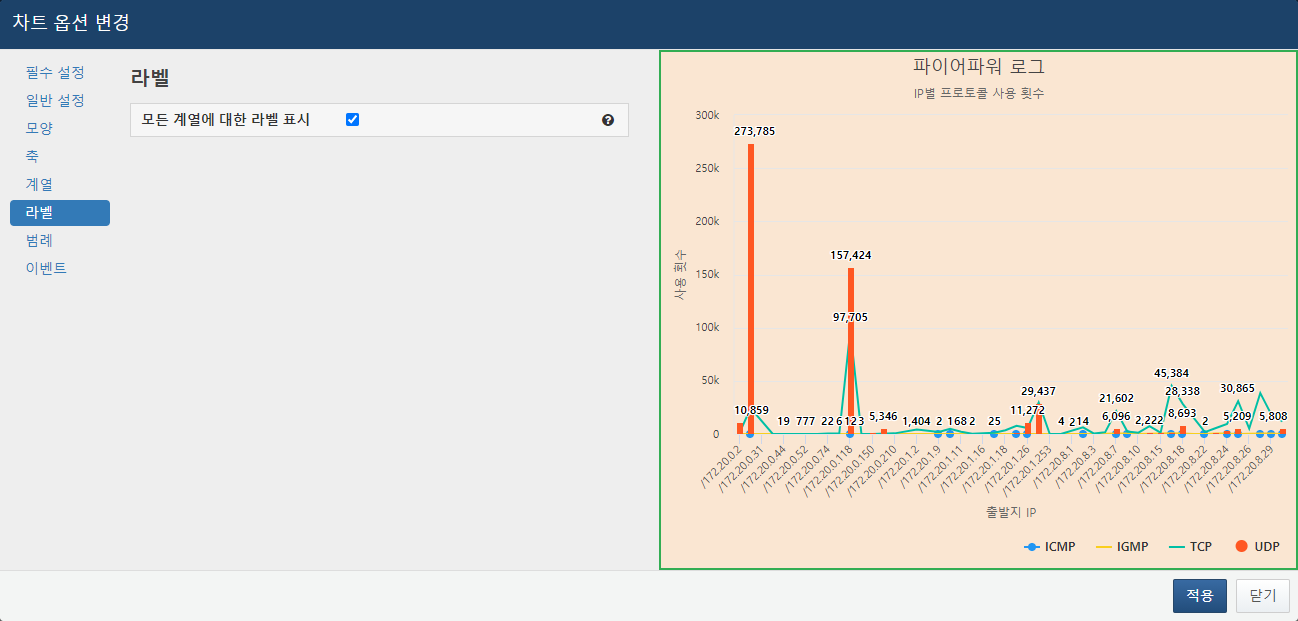 차트 옵션 변경
필수 설정
일반 설정
모양
축
계열
라벨
범례
이벤트
라벨
모든 계열에 대한 라벨 표시
파이어파워 로그
IP별 프로토콜 사용 횟수
사용 횟수
300k
250k
200k
150k
100k
50k
0
273,785
157,424
97,705
45,384
29,437
28,338
30,865
21,602
10,859
19
777
22
6
123
5,346
1,404
2
168
2
25
11,272
4
214
6,096
2,222
8,693
2
5,209
5,808
/172.20.0.2
/172.20.0.31
/172.20.0.44
/172.20.0.52
/172.20.0.74
/172.20.0.118
/172.20.0.150
/172.20.0.210
/172.20.1.2
/172.20.1.9
/172.20.1.11
/172.20.1.16
/172.20.1.18
/172.20.1.26
/172.20.1.253
/172.20.8.1
/172.20.8.3
/172.20.8.7
/172.20.8.10
/172.20.8.15
/172.20.8.18
/172.20.8.22
/172.20.8.24
/172.20.8.26
/172.20.8.29
출발지 IP
ICMP
IGMP
TCP
UDP
적용
닫기